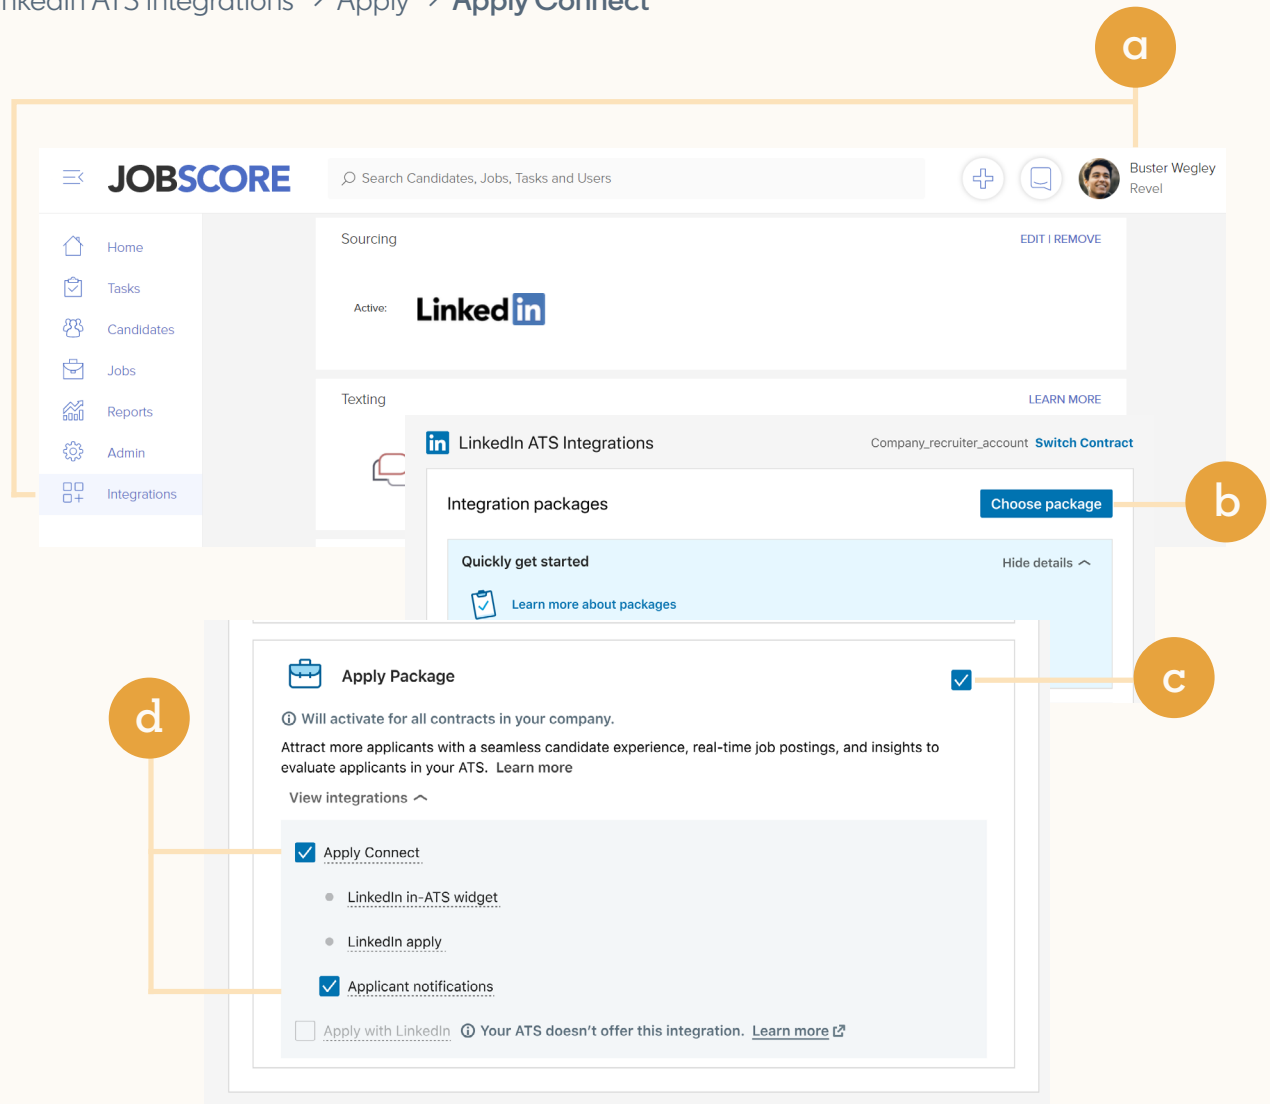 LinkedIn ATS Integrations > Apply > Apply Connect
a
JOBSCORE
Search Candidates, Jobs, Tasks and Users
Buster Wegley
Revel
Home
Tasks
Candidates
Jobs
Reports
Admin
Integrations
Sourcing
EDIT | REMOVE
Active:
Linked in
Texting
LEARN MORE
in LinkedIn ATS Integrations
Company_recruiter_account Switch Contract
Integration packages
Choose package
b
Quickly get started
Hide details
Learn more about packages
Apply Package
c
d
Will activate for all contracts in your company.
Attract more applicants with a seamless candidate experience, real-time job postings, and insights to
evaluate applicants in your ATS. Learn more
View integrations
Apply Connect
LinkedIn in-ATS widget
LinkedIn apply
Applicant notifications
Apply with LinkedIn Your ATS doesn't offer this integration. Learn more